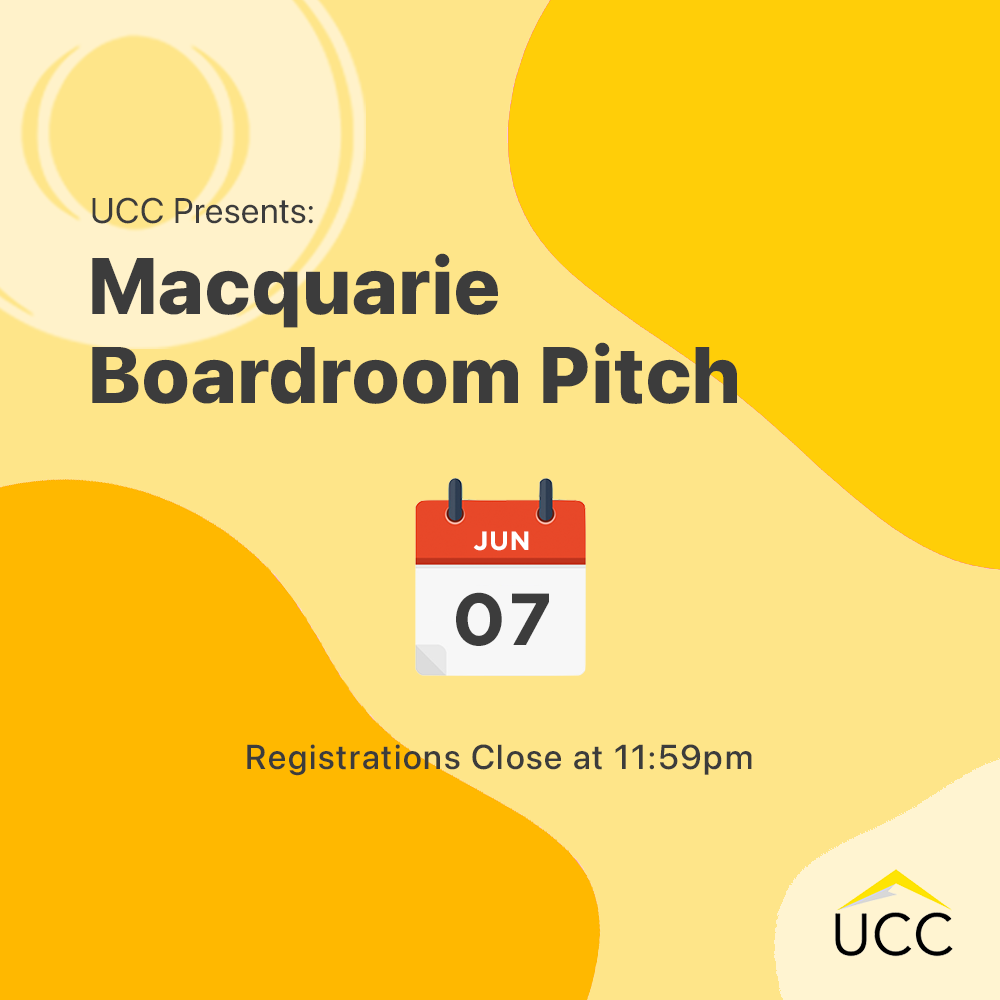 UCC Presents:
Macquarie
Boardroom Pitch
JUN
07
Registrations Close at 11:59pm
UCC